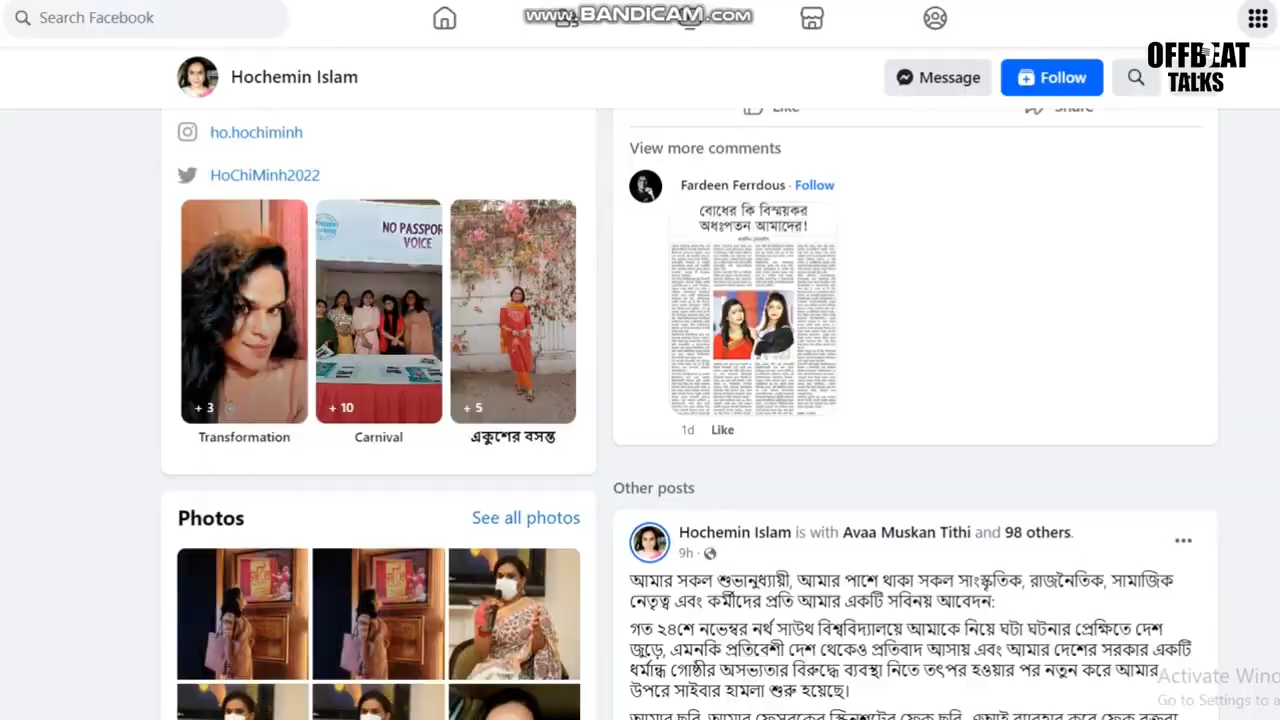 Search Facebook
www.BANDICAM.com
OFFBEAT
TALKS
Hochemin Islam
Message
Follow
ho.hochiminh
HoChiMinh2022
NO PASSPOR
VOICE
+ 3
+ 10
+ 5
Transformation
Carnival
একুশের বসন্ত
Photos
See all photos
Like
Share
View more comments
Fardeen Ferrdous · Follow
বোধের কি বিস্ময়কর
অধঃপতন আমাদের!
1d Like
Other posts
Hochemin Islam is with Avaa Muskan Tithi and 98 others.
9h ·
আমার সকল শুভানুধ্যায়ী, আমার পাশে থাকা সকল সাংস্কৃতিক, রাজনৈতিক, সামাজিক
নেতৃত্ব এবং কর্মীদের প্রতি আমার একটি সবিনয় আবেদন:
গত ২৪শে নভেম্বর নর্থ সাউথ বিশ্ববিদ্যালয়ে আমাকে নিয়ে ঘটা ঘটনার প্রেক্ষিতে দেশ
জুড়ে, এমনকি প্রতিবেশী দেশ থেকেও প্রতিবাদ আসায় এবং আমার দেশের সরকার একটি
ধর্মান্ধ গোষ্ঠীর অসভ্যতার বিরুদ্ধে ব্যবস্থা নিতে তৎপর হওয়ার পর নতুন করে আমার
উপরে সাইবার হামলা শুরু হয়েছে।
Activate Wind
Go to Settings to a